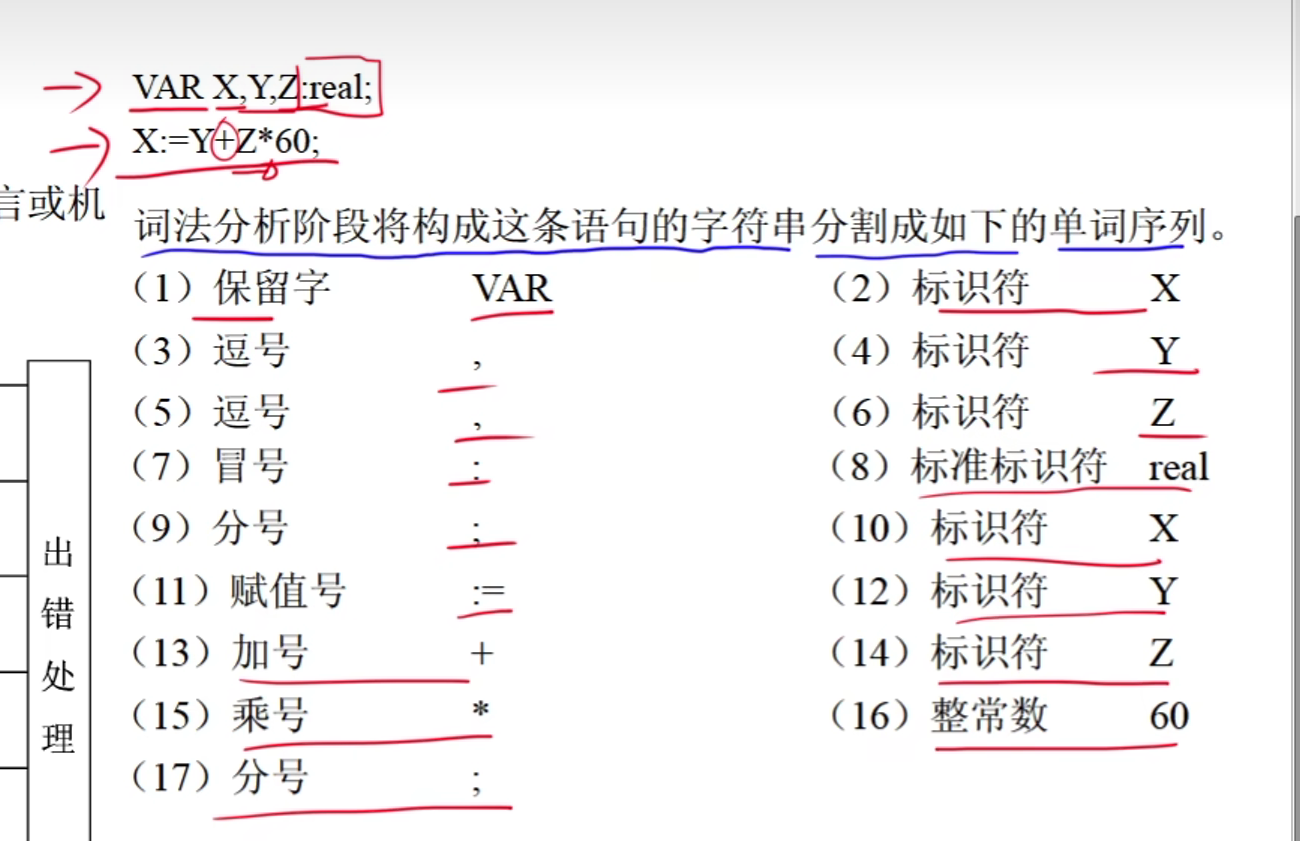 VAR X,Y,Z:real;
X:=Y+Z*60;
言或机
词法分析阶段将构成这条语句的字符串分割成如下的单词序列。
（1）保留字 VAR （2）标识符 X
（3）逗号 , （4）标识符 Y
（5）逗号 , （6）标识符 Z
（7）冒号 : （8）标准标识符 real
（9）分号 ; （10）标识符 X
（11）赋值号 := （12）标识符 Y
（13）加号 + （14）标识符 Z
（15）乘号 * （16）整常数 60
（17）分号 ;
出
错
处
理